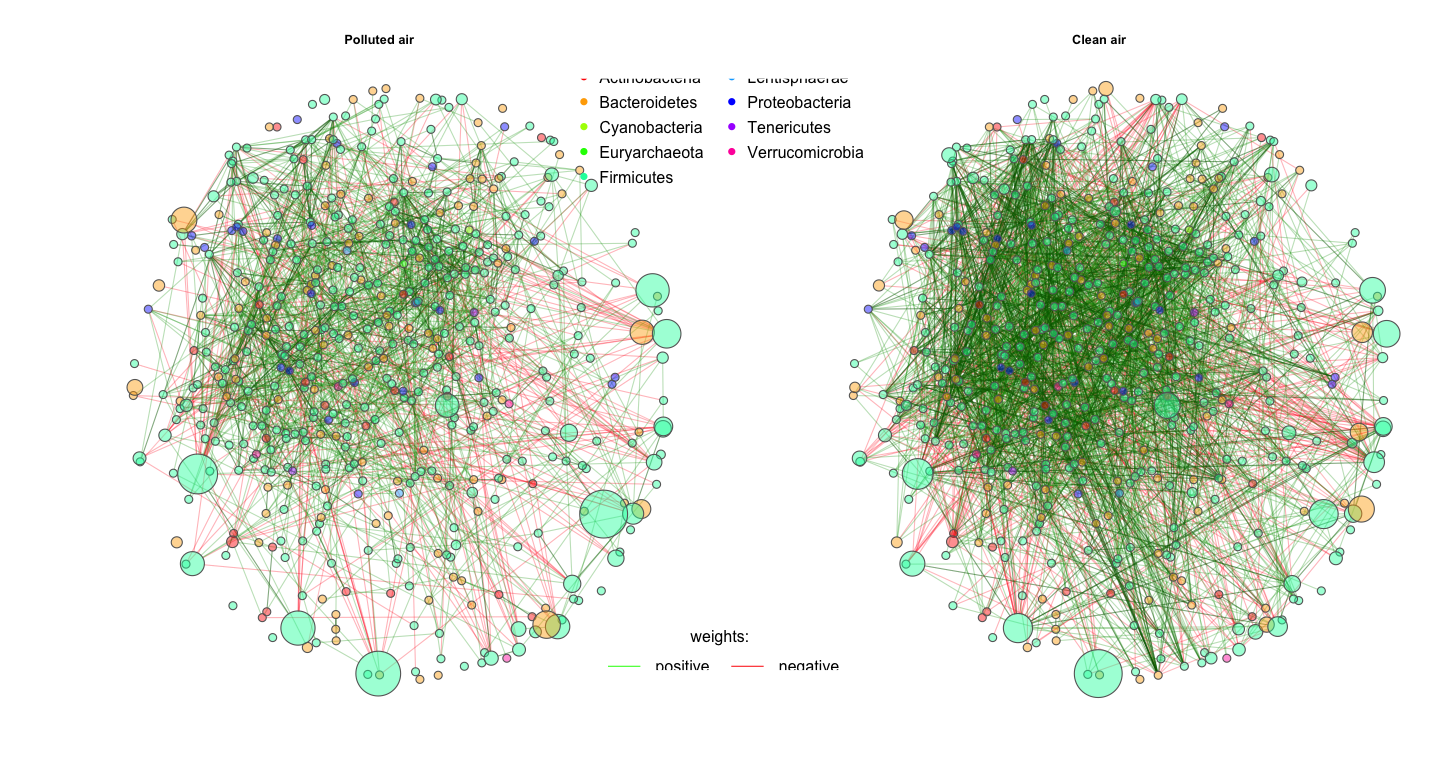 Polluted air
Clean air
Actinobacteria Lentisphaerae
Bacteroidetes Proteobacteria
Cyanobacteria Tenericutes
Euryarchaeota Verrucomicrobia
Firmicutes
weights:
positive negative